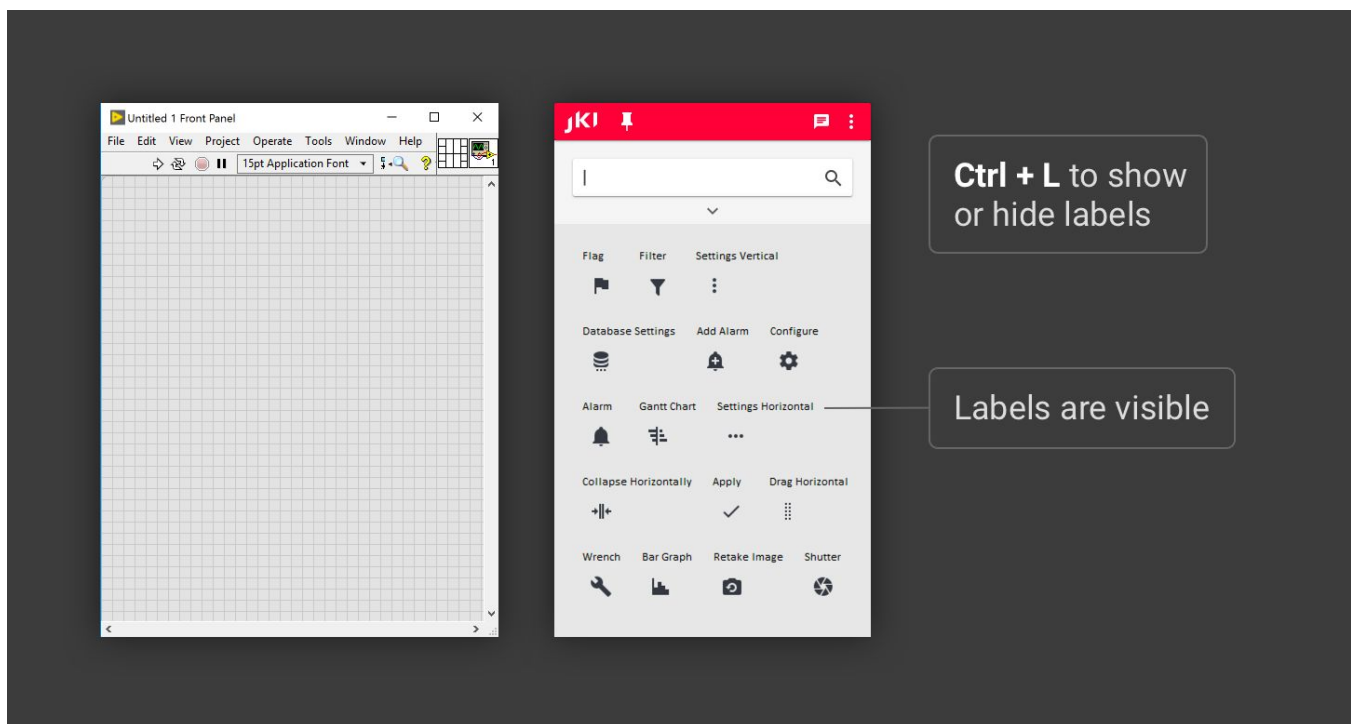 Untitled 1 Front Panel
File Edit View Project Operate Tools Window Help
15pt Application Font
1
JKI
Flag Filter Settings Vertical
Database Settings Add Alarm Configure
Alarm Gantt Chart Settings Horizontal
Collapse Horizontally Apply Drag Horizontal
Wrench Bar Graph Retake Image Shutter
Ctrl + L to show
or hide labels
Labels are visible